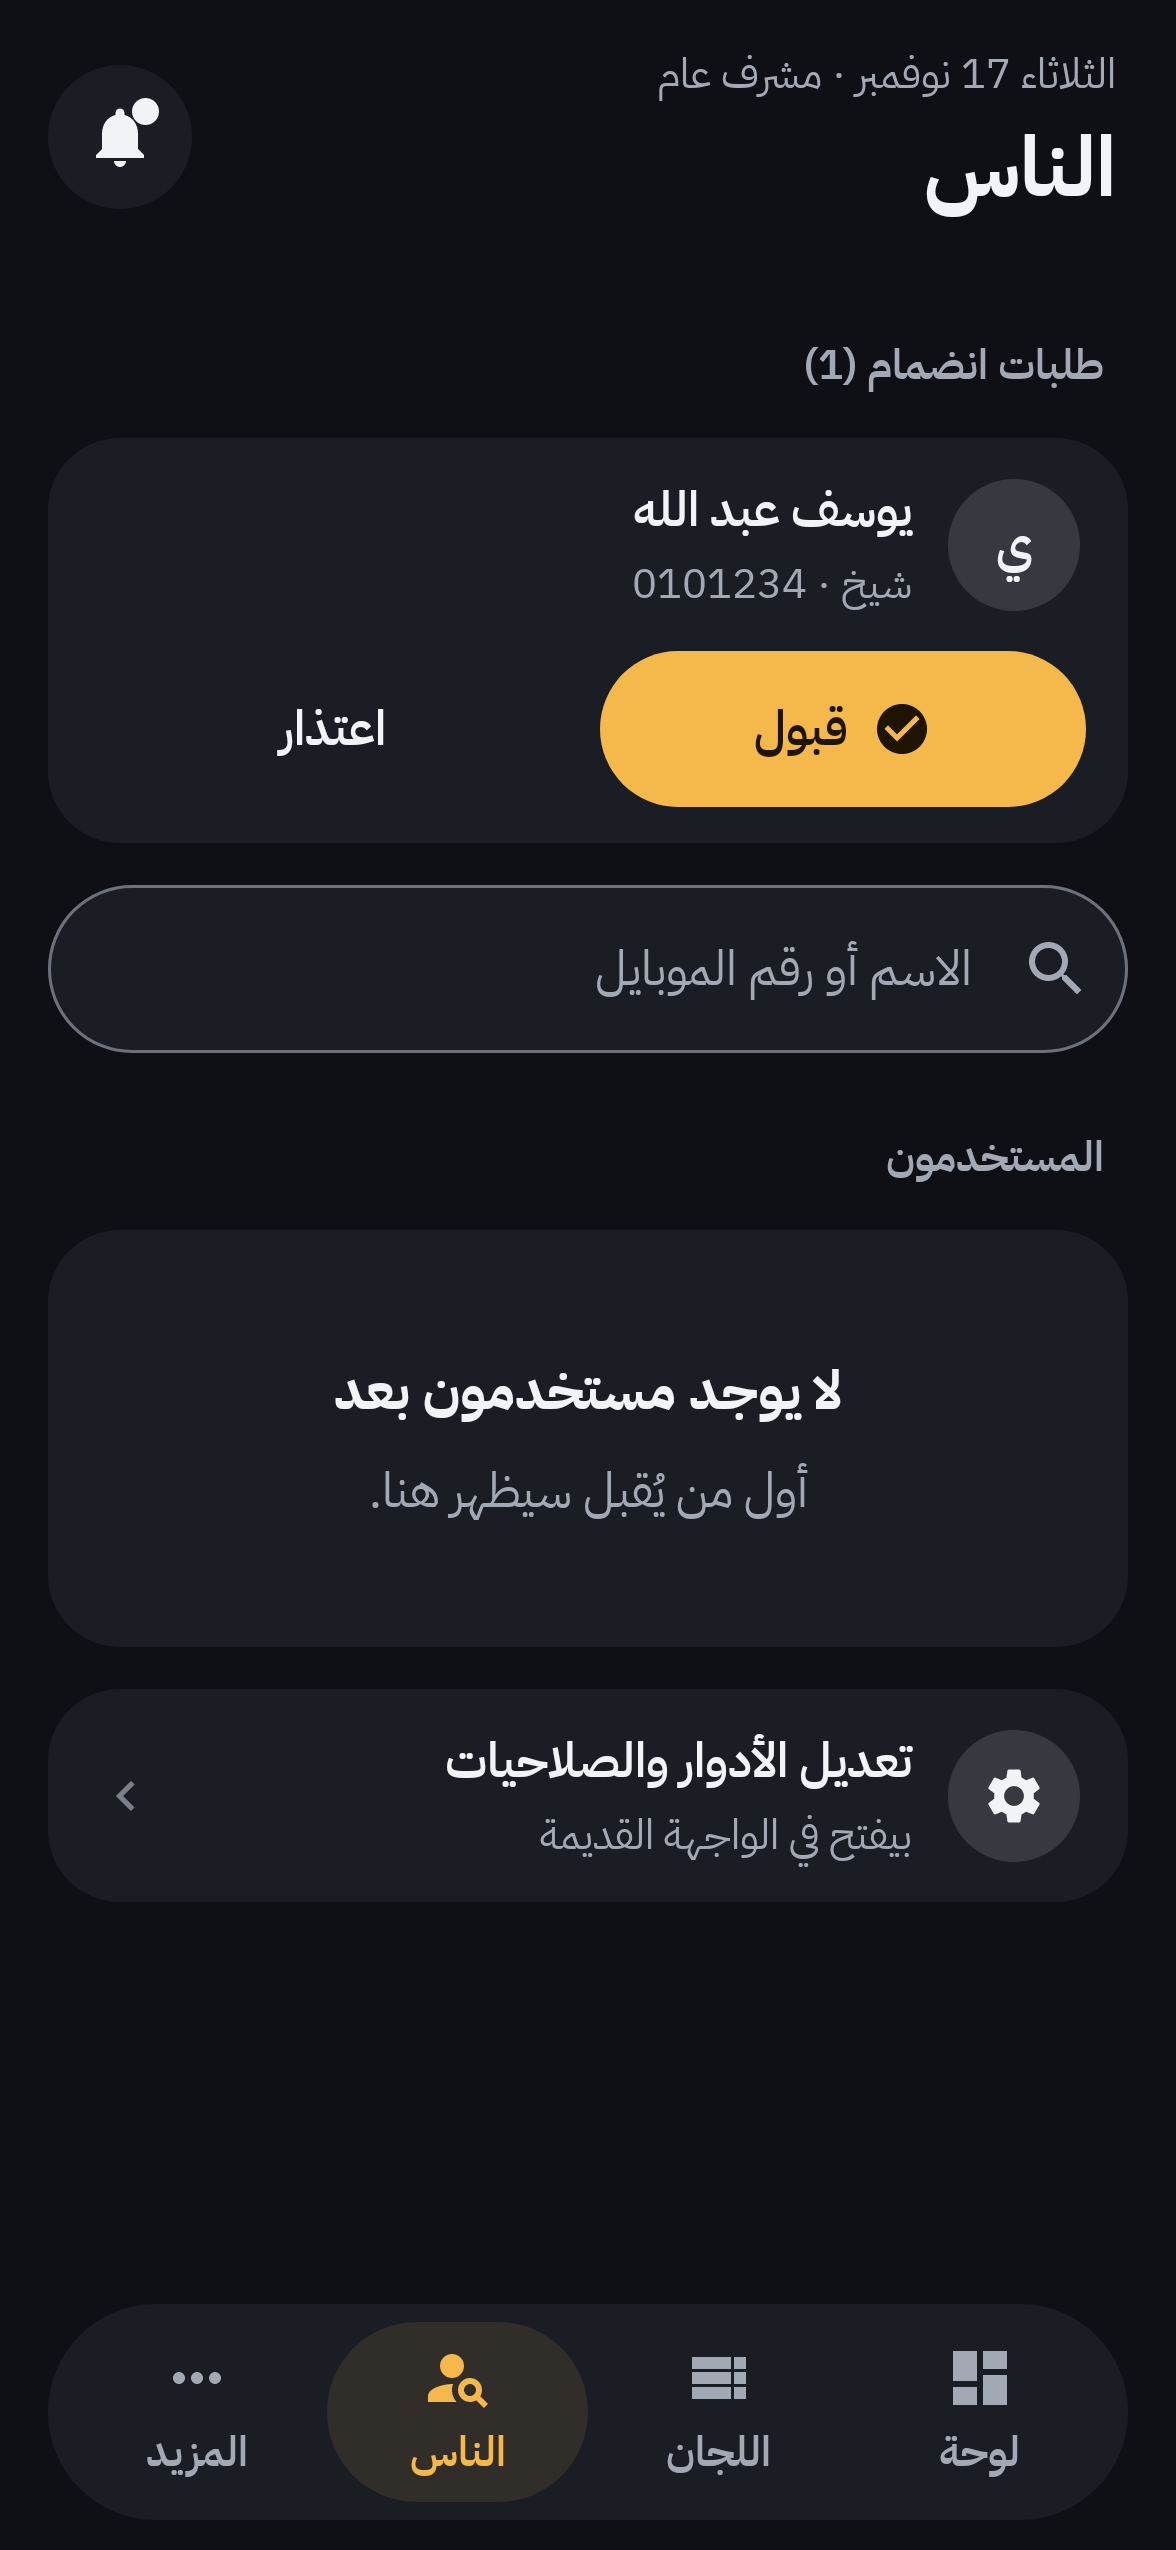 الثلاثاء 17 نوفمبر · مشرف عام
الناس
طلبات انضمام (1)
ي
يوسف عبد الله
شيخ · 0101234
قبول
اعتذار
الاسم أو رقم الموبايل
المستخدمون
لا يوجد مستخدمون بعد
أول من يُقبل سيظهر هنا.
تعديل الأدوار والصلاحيات
بيفتح في الواجهة القديمة
لوحة
اللجان
الناس
المزيد